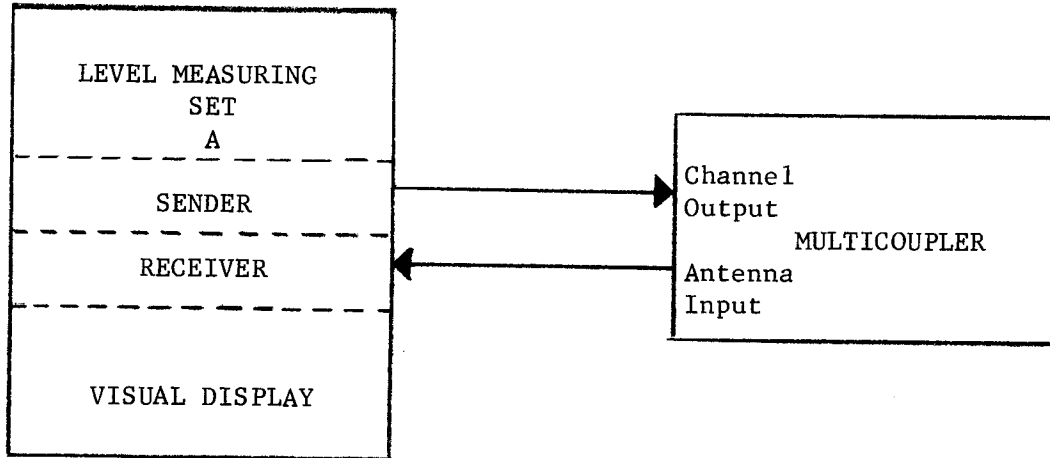 LEVEL MEASURING
SET
A
SENDER
RECEIVER
VISUAL DISPLAY
Channel
Output
MULTICOUPLER
Antenna
Input